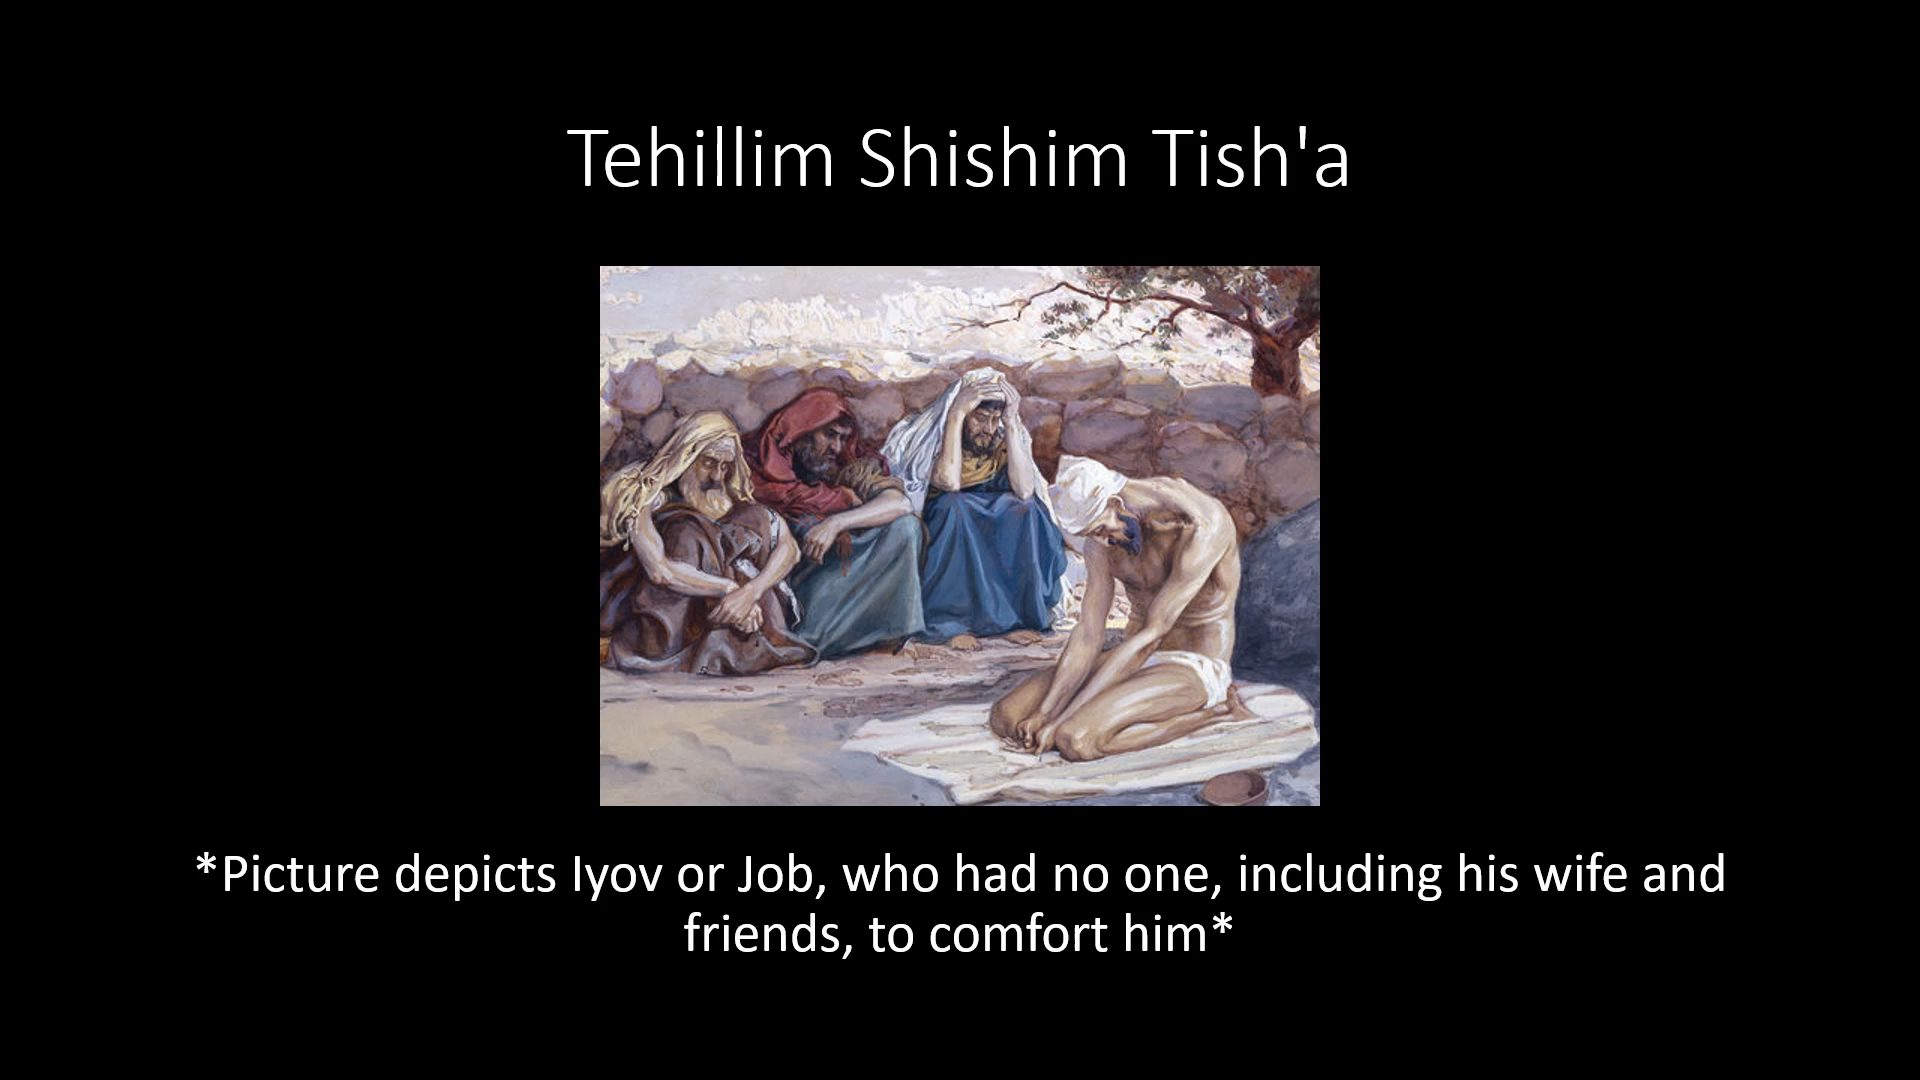 Tehillim Shishim Tish'a
*Picture depicts Iyov or Job, who had no one, including his wife and
friends, to comfort him*